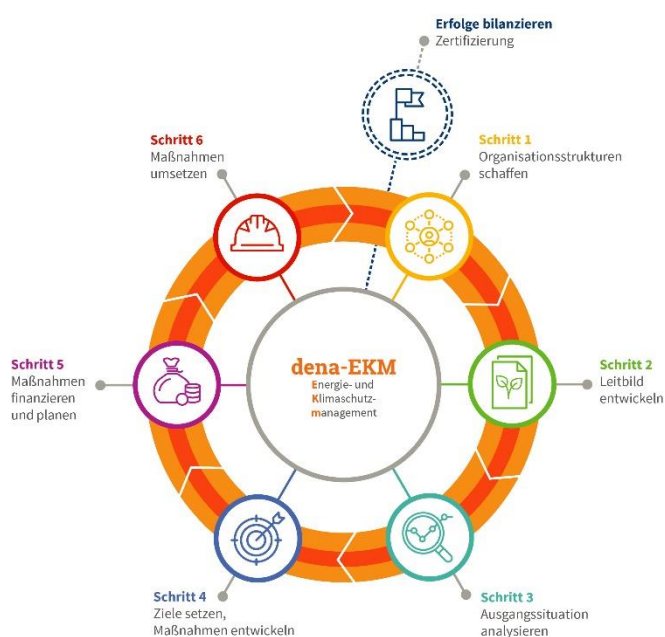 Erfolge bilanzieren
Zertifizierung
Schritt 6
Maßnahmen
umsetzen
Schritt 1
Organisationsstrukturen
schaffen
Schritt 5
Maßnahmen
finanzieren
und planen
dena-EKM
Energie- und
Klimaschutz-
management
Schritt 2
Leitbild
entwickeln
Schritt 4
Ziele setzen,
Maßnahmen entwickeln
Schritt 3
Ausgangssituation
analysieren